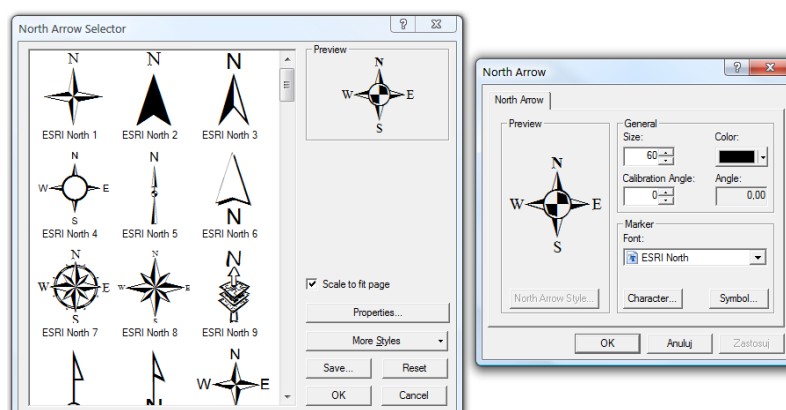 North Arrow Selector
N N N
ESRI North 1 ESRI North 2 ESRI North 3
N N
W E
S N
ESRI North 4 ESRI North 5 ESRI North 6
N N
W E W E
S S
ESRI North 7 ESRI North 8 ESRI North 9
N
W E
N
Preview
N
W E
S
Scale to fit page
Properties...
More Styles
Save... Reset
OK Cancel
North Arrow
North Arrow
Preview
N
W E
S
North Arrow Style...
General
Size: Color:
60
Calibration Angle: Angle:
0 0,00
Marker
Font:
ESRI North
Character... Symbol...
OK Anuluj Zastosuj